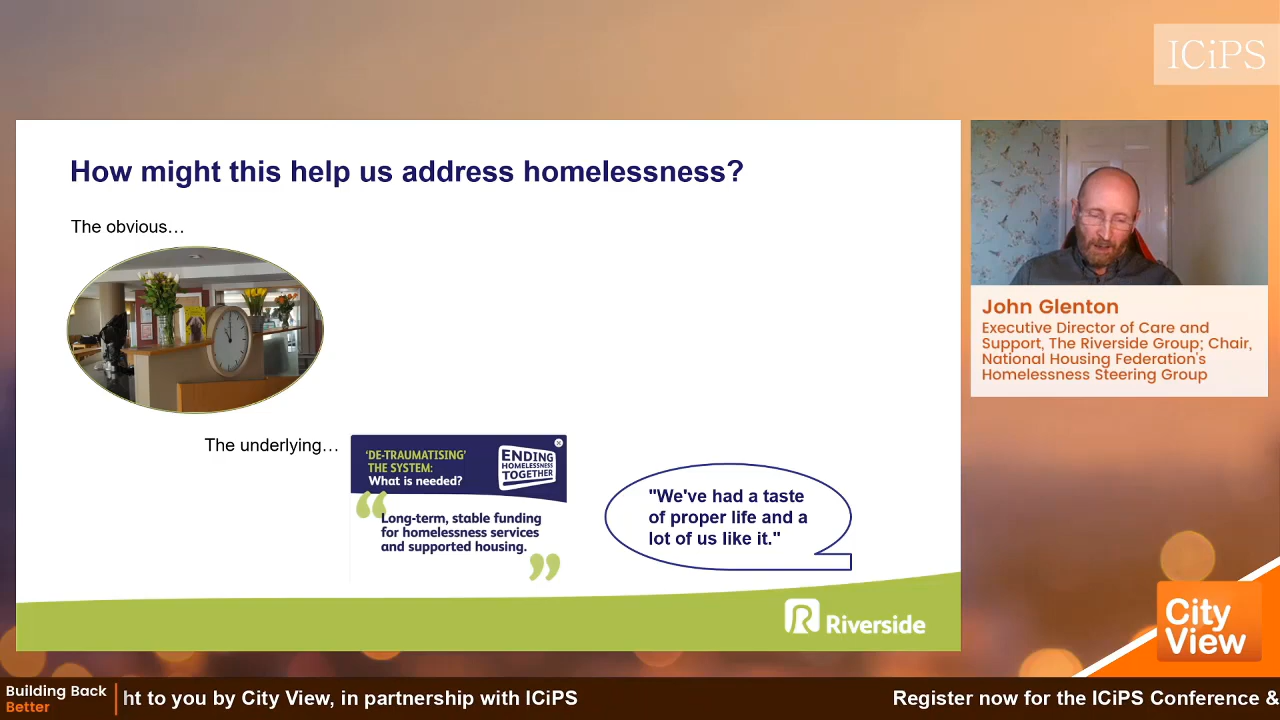 ICiPS
How might this help us address homelessness?
The obvious…
The underlying…
'DE-TRAUMATISING'
THE SYSTEM:
What is needed?
ENDING
HOMELESSNESS
TOGETHER
“
Long-term, stable funding
for homelessness services
and supported housing.
”
"We've had a taste
of proper life and a
lot of us like it."
Riverside
John Glenton
Executive Director of Care and
Support, The Riverside Group; Chair,
National Housing Federation's
Homelessness Steering Group
City
View
Building Back
Better
ht to you by City View, in partnership with ICiPS
Register now for the ICiPS Conference &